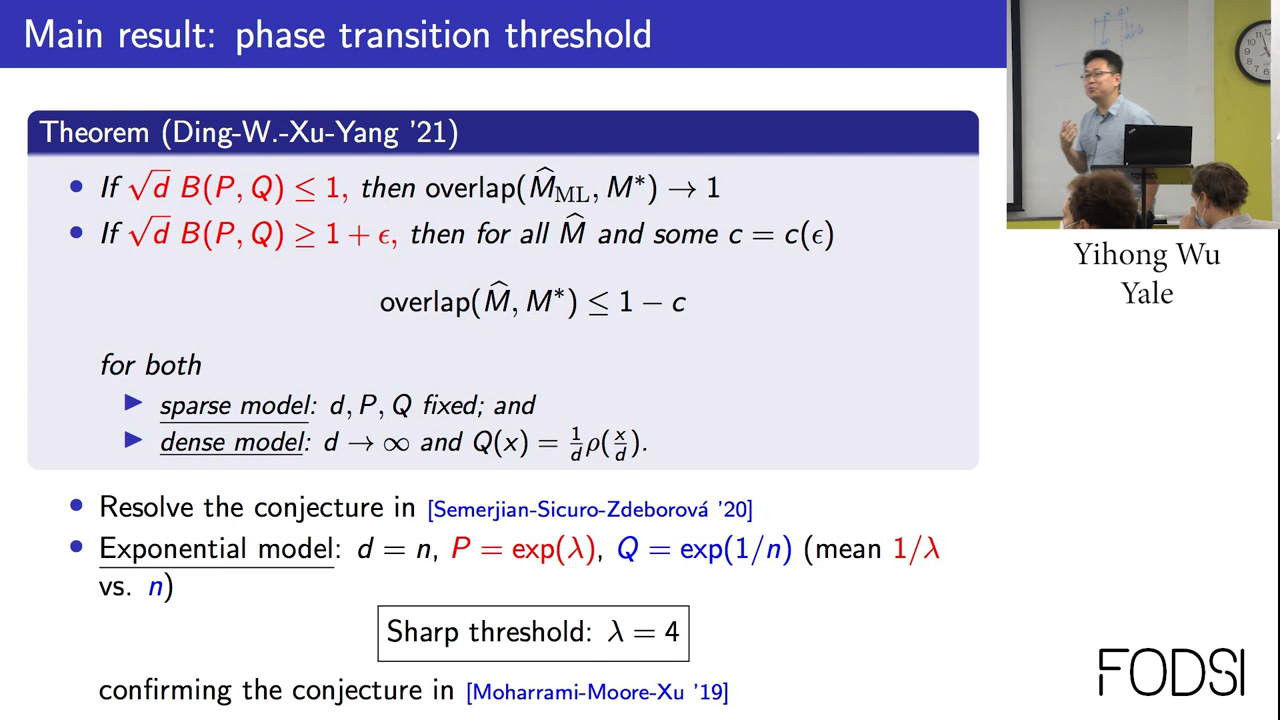 Main result: phase transition threshold
Theorem (Ding-W.-Xu-Yang '21)
• If √d B(P, Q) ≤ 1, then overlap(M̂_ML, M*) → 1
• If √d B(P, Q) ≥ 1 + ϵ, then for all M̂ and some c = c(ϵ)
overlap(M̂, M*) ≤ 1 − c
for both
▶ sparse model: d, P, Q fixed; and
▶ dense model: d → ∞ and Q(x) = 1/d ρ(x/d).
• Resolve the conjecture in [Semerjian-Sicuro-Zdeborová '20]
• Exponential model: d = n, P = exp(λ), Q = exp(1/n) (mean 1/λ
vs. n)
Sharp threshold: λ = 4
confirming the conjecture in [Moharrami-Moore-Xu '19]
Yihong Wu
Yale
FODSI